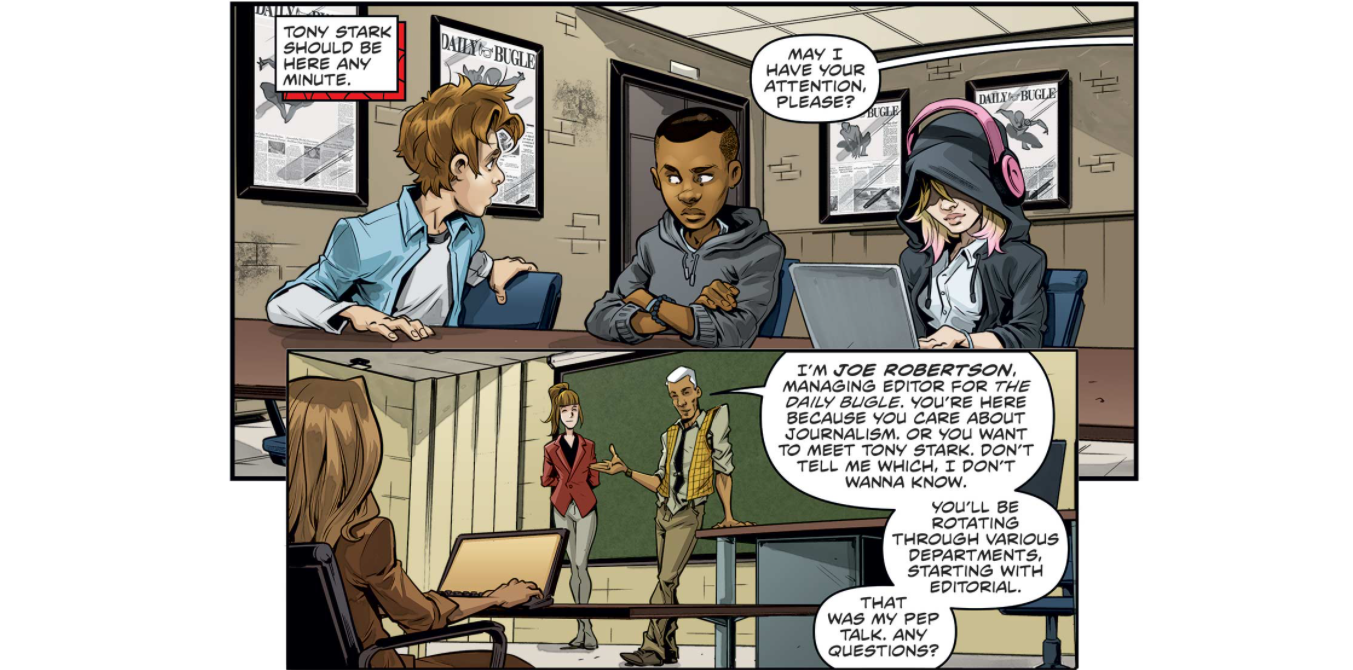 TONY STARK
SHOULD BE
HERE ANY
MINUTE.
DAILY BUGLE
MAY I
HAVE YOUR
ATTENTION,
PLEASE?
BUGLE
DAILY BUGLE
I'M JOE ROBERTSON,
MANAGING EDITOR FOR THE
DAILY BUGLE. YOU'RE HERE
BECAUSE YOU CARE ABOUT
JOURNALISM. OR YOU WANT
TO MEET TONY STARK. DON'T
TELL ME WHICH, I DON'T
WANNA KNOW.
YOU'LL BE
ROTATING
THROUGH VARIOUS
DEPARTMENTS,
STARTING WITH
EDITORIAL.
THAT
WAS MY PEP
TALK. ANY
QUESTIONS?